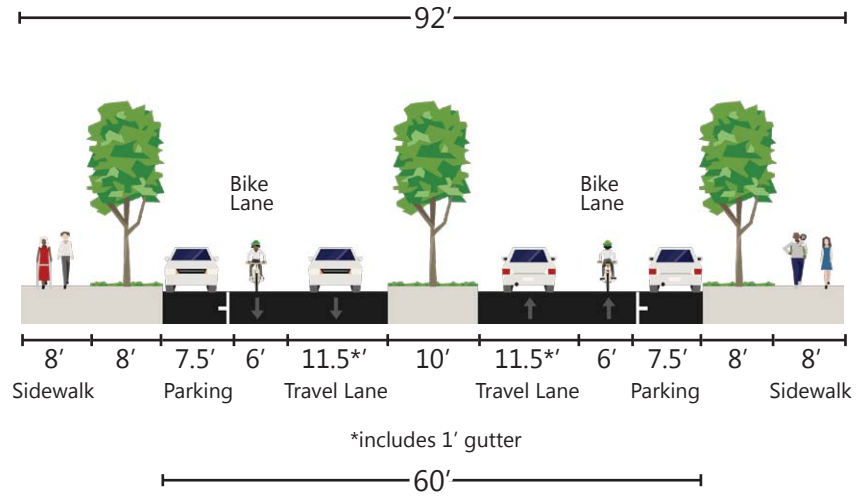 92′
Bike
Lane
Bike
Lane
8′ 8′ 7.5′ 6′ 11.5*′ 10′ 11.5*′ 6′ 7.5′ 8′ 8′
Sidewalk Parking Travel Lane Travel Lane Parking Sidewalk
*includes 1′ gutter
60′